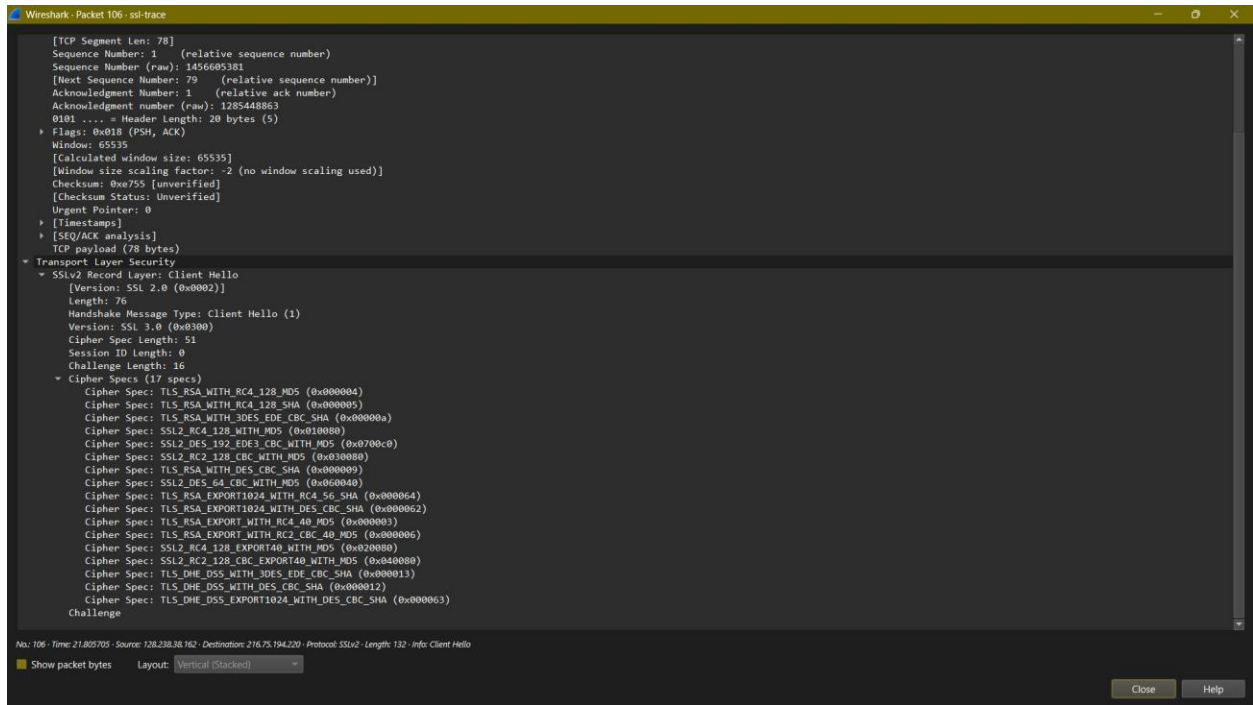 Wireshark · Packet 106 · ssl-trace
[TCP Segment Len: 78]
Sequence Number: 1 (relative sequence number)
Sequence Number (raw): 1456605381
[Next Sequence Number: 79 (relative sequence number)]
Acknowledgment Number: 1 (relative ack number)
Acknowledgment number (raw): 1285448863
0101 .... = Header Length: 20 bytes (5)
Flags: 0x018 (PSH, ACK)
Window: 65535
[Calculated window size: 65535]
[Window size scaling factor: -2 (no window scaling used)]
Checksum: 0xe755 [unverified]
[Checksum Status: Unverified]
Urgent Pointer: 0
[Timestamps]
[SEQ/ACK analysis]
TCP payload (78 bytes)
Transport Layer Security
SSLv2 Record Layer: Client Hello
[Version: SSL 2.0 (0x0002)]
Length: 76
Handshake Message Type: Client Hello (1)
Version: SSL 3.0 (0x0300)
Cipher Spec Length: 51
Session ID Length: 0
Challenge Length: 16
Cipher Specs (17 specs)
Cipher Spec: TLS_RSA_WITH_RC4_128_MD5 (0x000004)
Cipher Spec: TLS_RSA_WITH_RC4_128_SHA (0x000005)
Cipher Spec: TLS_RSA_WITH_3DES_EDE_CBC_SHA (0x00000a)
Cipher Spec: SSL2_RC4_128_WITH_MD5 (0x010080)
Cipher Spec: SSL2_DES_192_EDE3_CBC_WITH_MD5 (0x0700c0)
Cipher Spec: SSL2_RC2_128_CBC_WITH_MD5 (0x030080)
Cipher Spec: TLS_RSA_WITH_DES_CBC_SHA (0x000009)
Cipher Spec: SSL2_DES_64_CBC_WITH_MD5 (0x060040)
Cipher Spec: TLS_RSA_EXPORT1024_WITH_RC4_56_SHA (0x000064)
Cipher Spec: TLS_RSA_EXPORT1024_WITH_DES_CBC_SHA (0x000062)
Cipher Spec: TLS_RSA_EXPORT_WITH_RC4_40_MD5 (0x000003)
Cipher Spec: TLS_RSA_EXPORT_WITH_RC2_CBC_40_MD5 (0x000006)
Cipher Spec: SSL2_RC4_128_EXPORT40_WITH_MD5 (0x020080)
Cipher Spec: SSL2_RC2_128_CBC_EXPORT40_WITH_MD5 (0x040080)
Cipher Spec: TLS_DHE_DSS_WITH_3DES_EDE_CBC_SHA (0x000013)
Cipher Spec: TLS_DHE_DSS_WITH_DES_CBC_SHA (0x000012)
Cipher Spec: TLS_DHE_DSS_EXPORT1024_WITH_DES_CBC_SHA (0x000063)
Challenge
No.: 106 · Time: 21.805705 · Source: 128.238.38.162 · Destination: 216.75.194.220 · Protocol: SSLv2 · Length: 132 · Info: Client Hello
Show packet bytes Layout: Vertical (Stacked)
Close Help